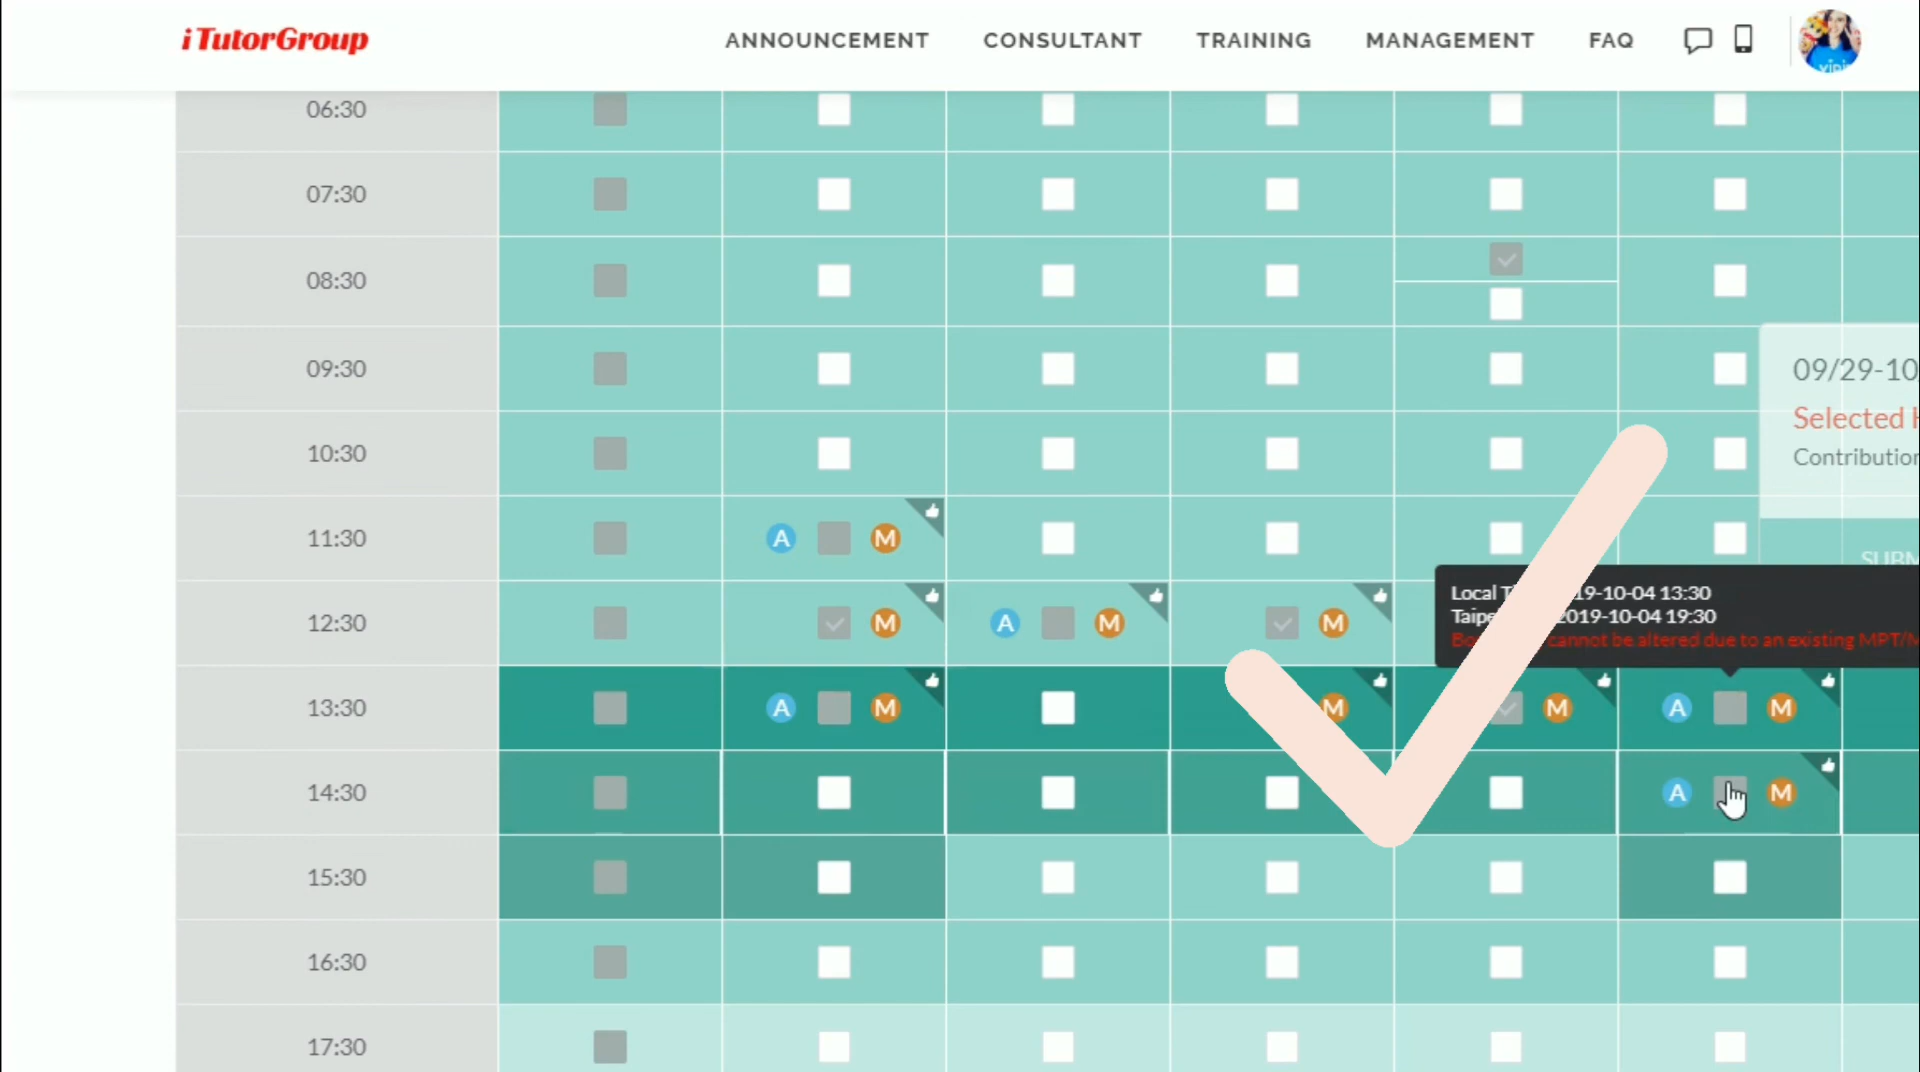 iTutorGroup
ANNOUNCEMENT CONSULTANT TRAINING MANAGEMENT FAQ
06:30
07:30
08:30
09:30
09/29-10
Selected
Contribution
10:30
11:30 A M
SUBM
12:30 M A M M
Local 19-10-04 13:30
Taipe 2019-10-04 19:30
cannot be altered due to an existing MPT/M
13:30 A M M M A M
14:30 A M
15:30
16:30
17:30